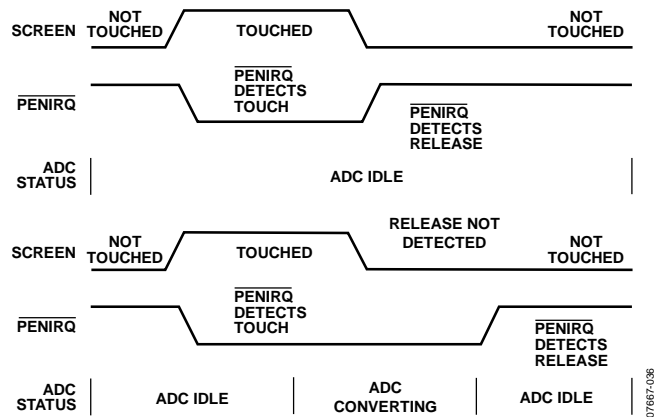 SCREEN
NOT
TOUCHED
TOUCHED
NOT
TOUCHED
PENIRQ
PENIRQ
DETECTS
TOUCH
PENIRQ
DETECTS
RELEASE
ADC
STATUS
ADC IDLE
SCREEN
NOT
TOUCHED
TOUCHED
RELEASE NOT
DETECTED
NOT
TOUCHED
PENIRQ
PENIRQ
DETECTS
TOUCH
PENIRQ
DETECTS
RELEASE
ADC
STATUS
ADC IDLE
ADC
CONVERTING
ADC IDLE
07667-036